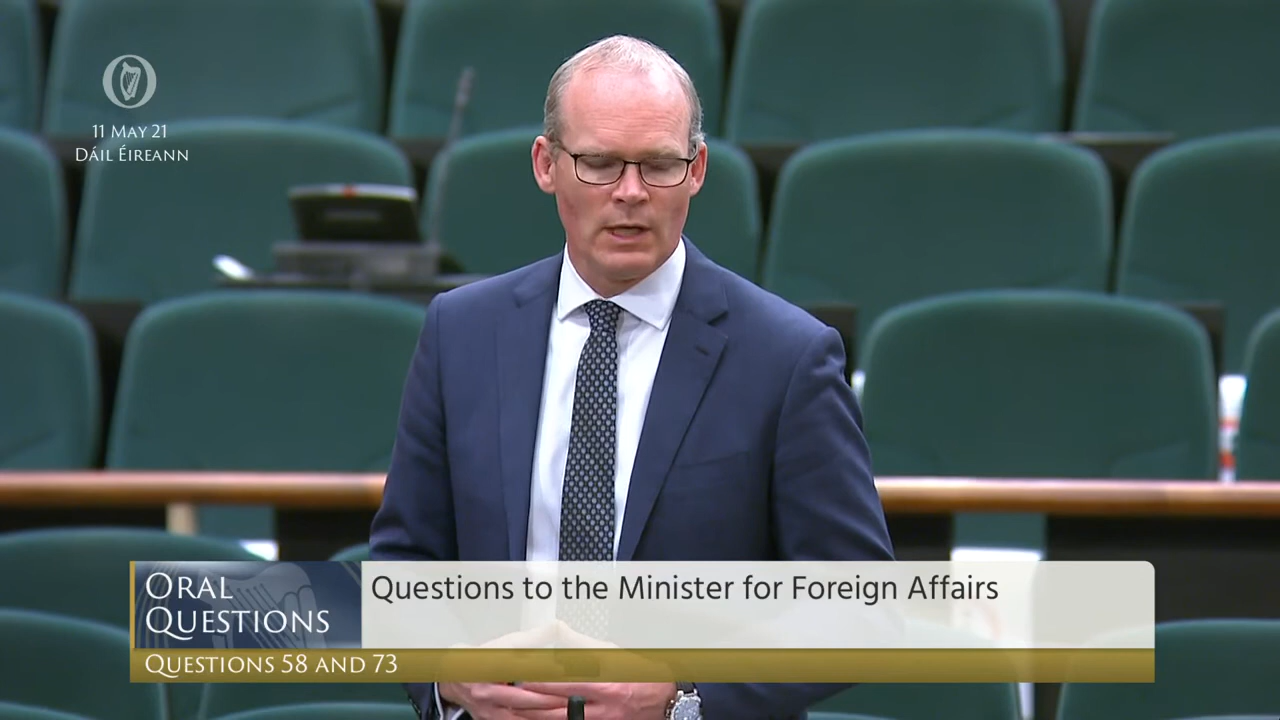 11 May 21
Dáil Éireann
Oral
Questions
Questions to the Minister for Foreign Affairs
Questions 58 and 73